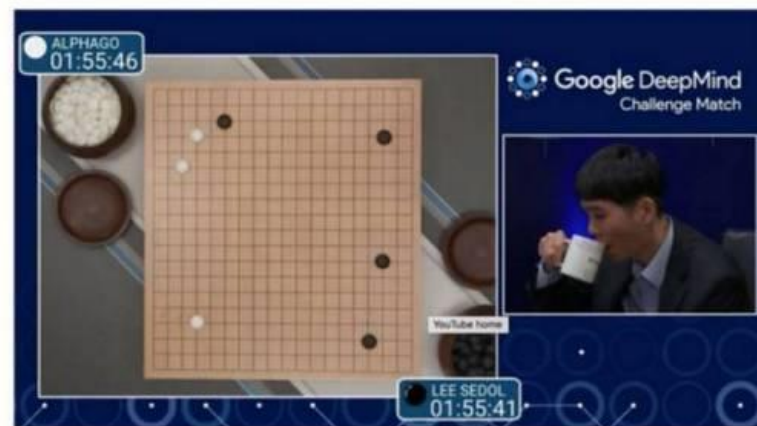 ALPHAGO
01:55:46
Google DeepMind
Challenge Match
YouTube home
LEE SEDOL
01:55:41